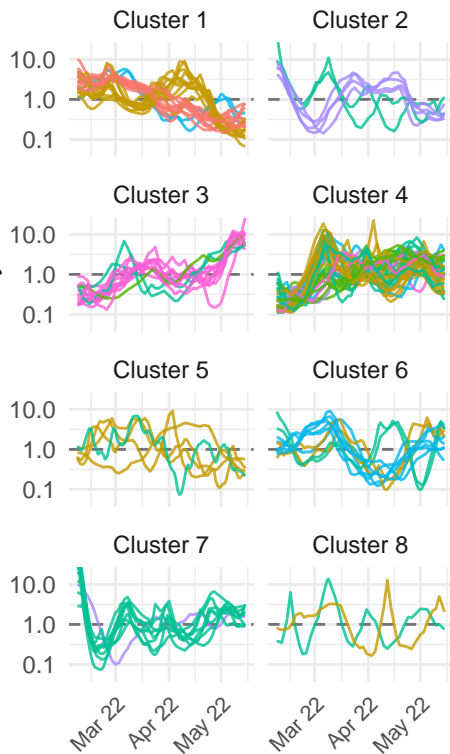 Cluster 1
Cluster 2
10.0
1.0
0.1
Cluster 3
Cluster 4
10.0
1.0
0.1
Cluster 5
Cluster 6
10.0
1.0
0.1
Cluster 7
Cluster 8
10.0
1.0
0.1
Mar 22
Apr 22
May 22
Mar 22
Apr 22
May 22